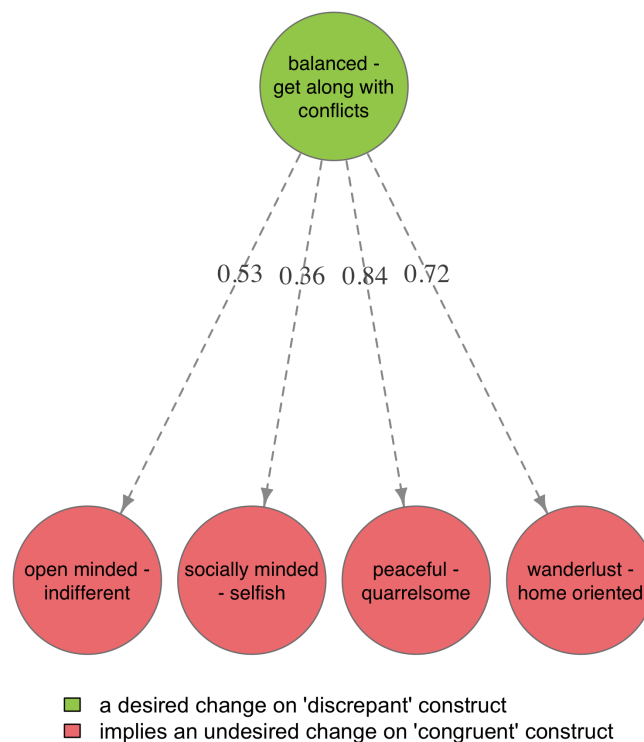 balanced -
get along with
conflicts
0.53
0.36
0.84
0.72
open minded -
indifferent
socially minded
- selfish
peaceful -
quarrelsome
wanderlust -
home oriented
a desired change on 'discrepant' construct
implies an undesired change on 'congruent' construct